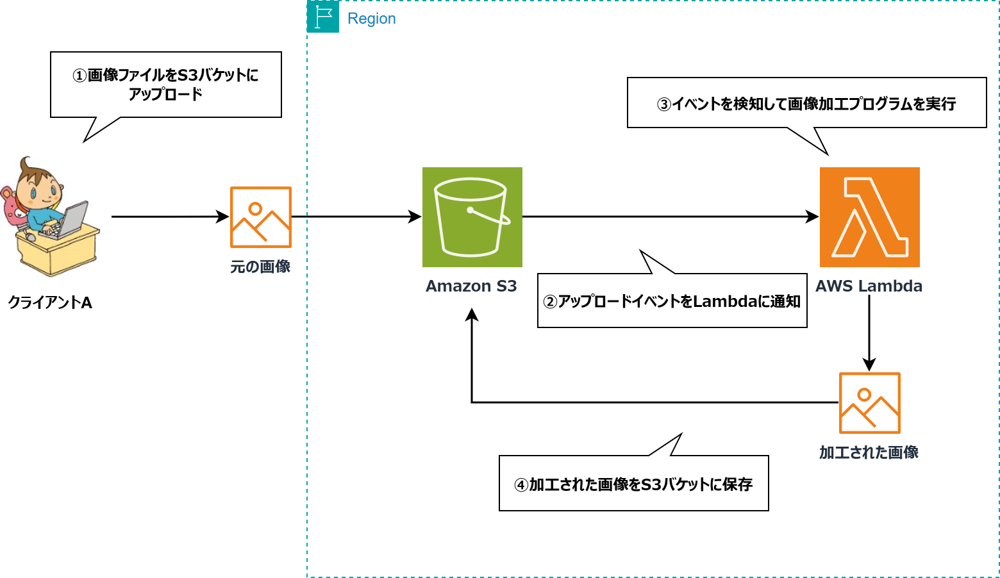 Region
①画像ファイルをS3バケットに
アップロード
③イベントを検知して画像加工プログラムを実行
元の画像
クライアントA
Amazon S3
AWS Lambda
②アップロードイベントをLambdaに通知
加工された画像
④加工された画像をS3バケットに保存